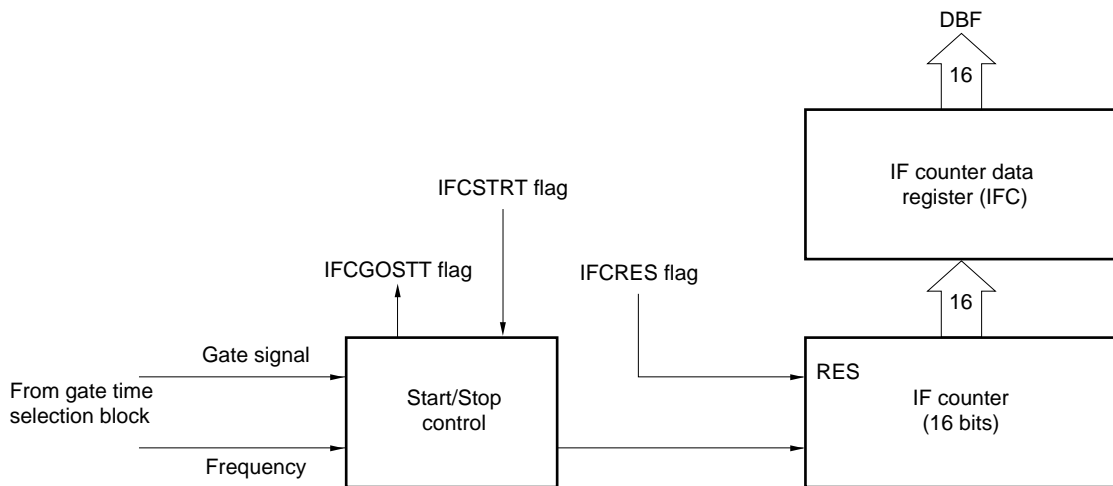 DBF
16
IF counter data
register (IFC)
IFCSTRT flag
IFCGOSTT flag
IFCRES flag
16
Gate signal
RES
From gate time
selection block
Start/Stop
control
IF counter
(16 bits)
Frequency